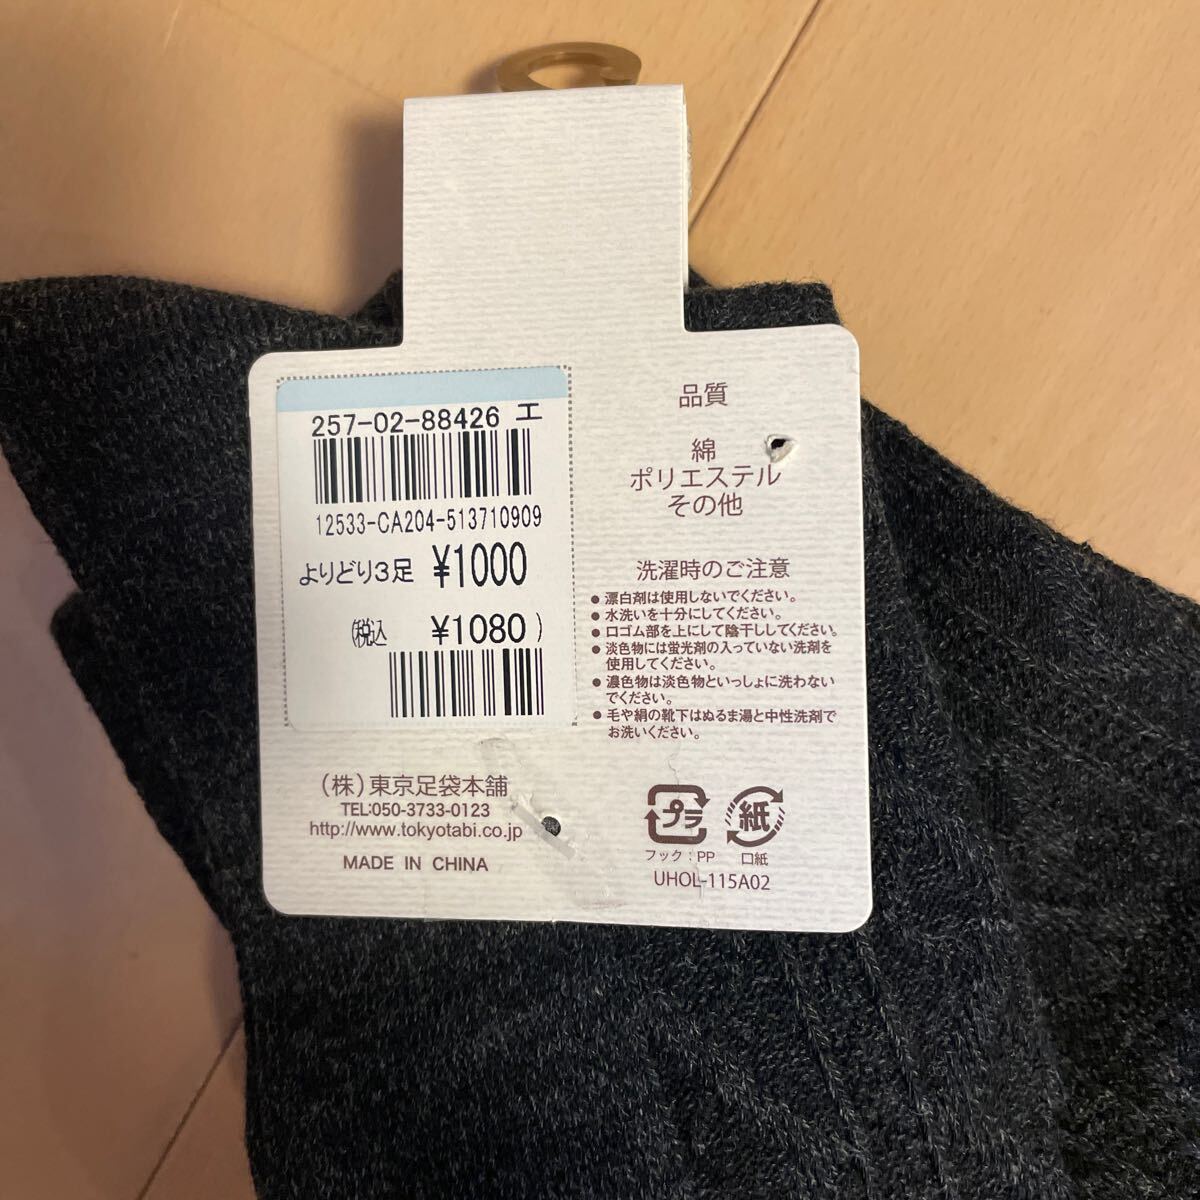 257-02-88426 エ
12533-CA204-513710909
よりどり3足 ¥1000
(税込 ¥1080)
品質
綿
ポリエステル
その他
洗濯時のご注意
●漂白剤は使用しないでください。
●水洗いを十分にしてください。
●口ゴム部を上にして陰干ししてください。
●淡色物には蛍光剤の入っていない洗剤を
使用してください。
●濃色物は淡色物といっしょに洗わない
でください。
●毛や絹の靴下はぬるま湯と中性洗剤で
お洗いください。
(株)東京足袋本舗
TEL:050-3733-0123
http://www.tokyotabi.co.jp
MADE IN CHINA
プラ 紙
フック:PP 口紙
UHOL-115A02